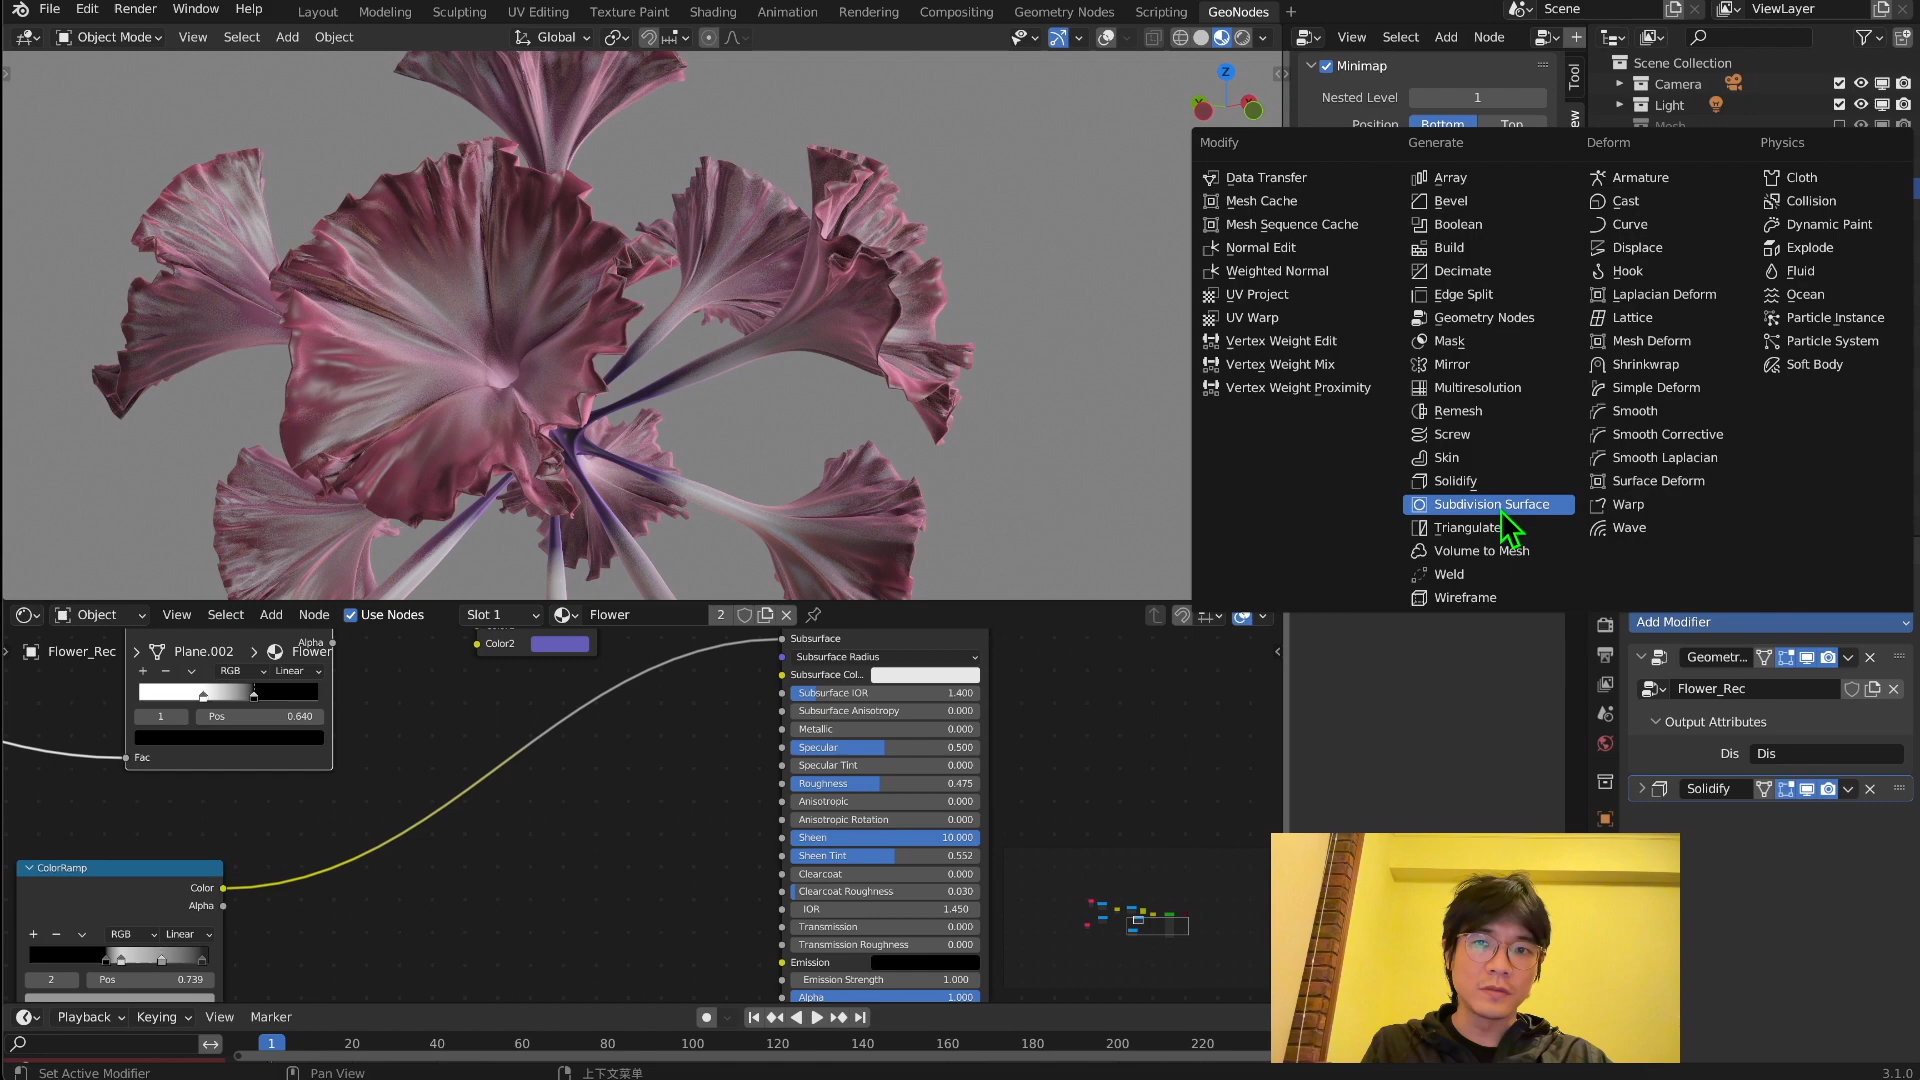 File Edit Render Window Help Layout Modeling Sculpting UV Editing Texture Paint Shading Animation Rendering Compositing Geometry Nodes Scripting GeoNodes + Scene ViewLayer
Object Mode View Select Add Object Global View Select Add Node
Scene Collection
Camera
Light
Minimap
Nested Level 1
Position Bottom Top
Tool
Z
Modify
Data Transfer
Mesh Cache
Mesh Sequence Cache
Normal Edit
Weighted Normal
UV Project
UV Warp
Vertex Weight Edit
Vertex Weight Mix
Vertex Weight Proximity
Generate
Array
Bevel
Boolean
Build
Decimate
Edge Split
Geometry Nodes
Mask
Mirror
Multiresolution
Remesh
Screw
Skin
Solidify
Subdivision Surface
Triangulate
Volume to Mesh
Weld
Wireframe
Deform
Armature
Cast
Curve
Displace
Hook
Laplacian Deform
Lattice
Mesh Deform
Shrinkwrap
Simple Deform
Smooth
Smooth Corrective
Smooth Laplacian
Surface Deform
Warp
Wave
Physics
Cloth
Collision
Dynamic Paint
Explode
Fluid
Ocean
Particle Instance
Particle System
Soft Body
Object View Select Add Node Use Nodes Slot 1 Flower 2
Flower_Rec Plane.002 Flower
Alpha
RGB Linear
1 Pos 0.640
Fac
Color2
ColorRamp
Color
Alpha
RGB Linear
2 Pos 0.739
Subsurface
Subsurface Radius
Subsurface Col...
Subsurface IOR 1.400
Subsurface Anisotropy 0.000
Metallic 0.000
Specular 0.500
Specular Tint 0.000
Roughness 0.475
Anisotropic 0.000
Anisotropic Rotation 0.000
Sheen 10.000
Sheen Tint 0.552
Clearcoat 0.000
Clearcoat Roughness 0.030
IOR 1.450
Transmission 0.000
Transmission Roughness 0.000
Emission
Emission Strength 1.000
Alpha 1.000
Add Modifier
Geometr...
Flower_Rec
Output Attributes
Dis Dis
Solidify
Playback Keying View Marker
1 20 40 60 80 100 120 140 160 180 200 220
Set Active Modifier Pan View 上下文菜单 3.1.0